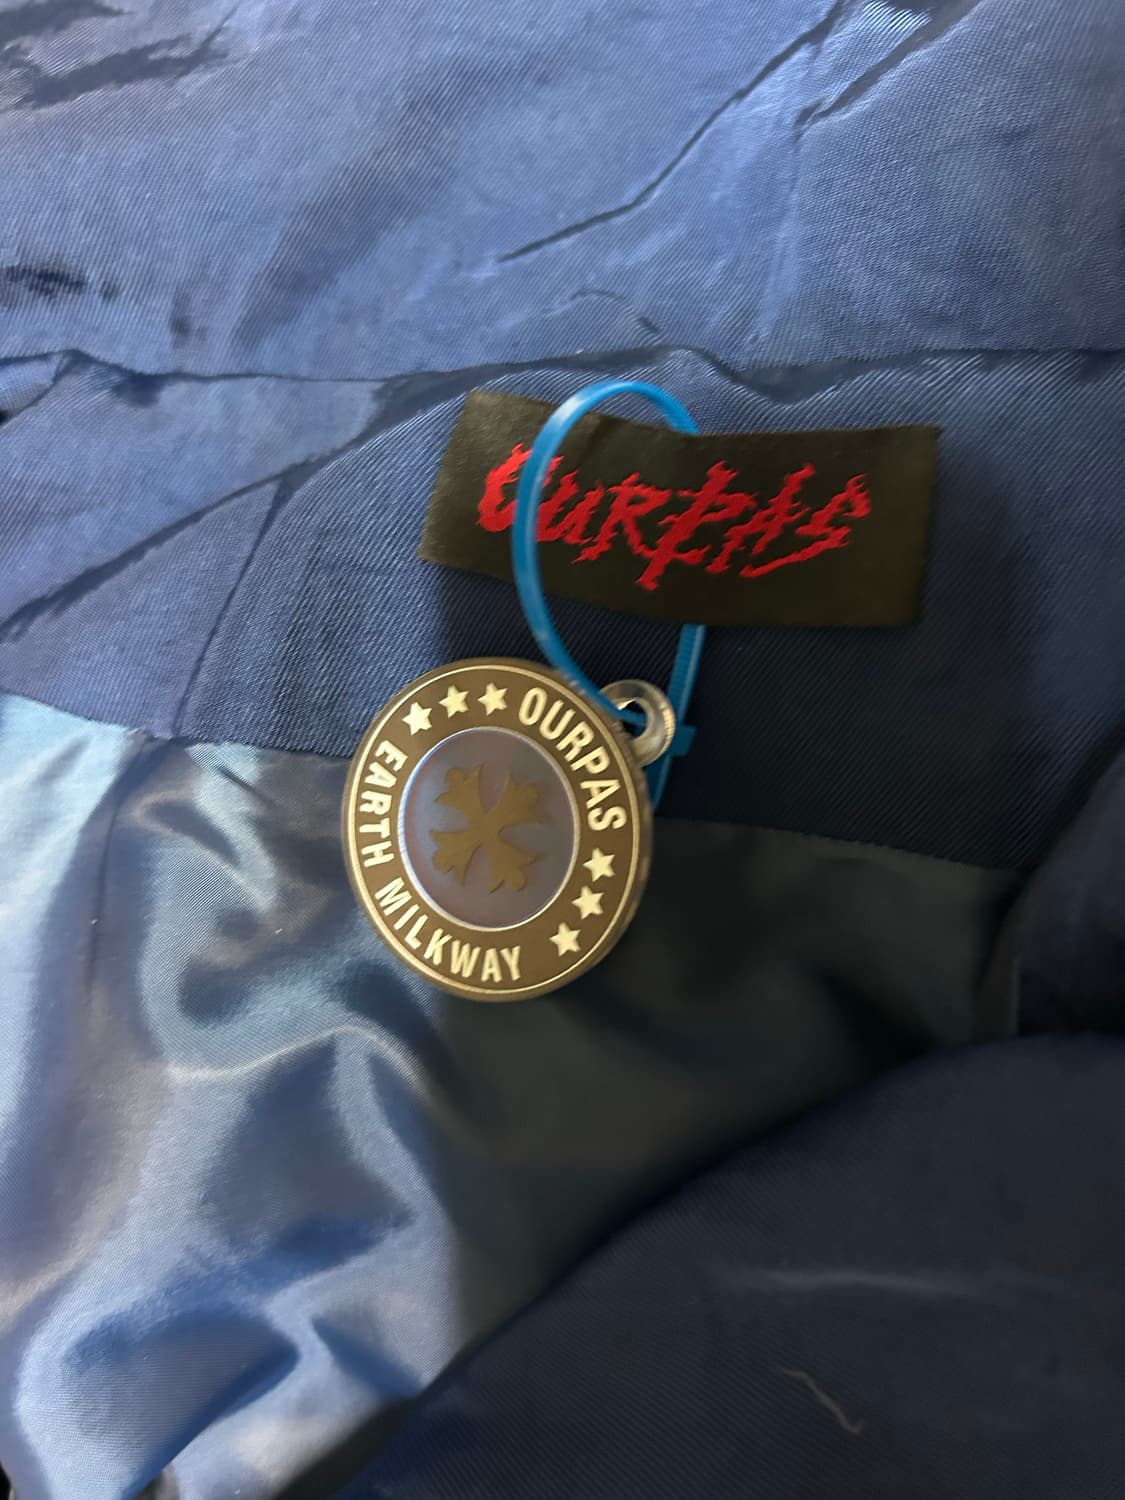 OURPAS
★★★ OURPAS ★★★
EARTH MILKWAY